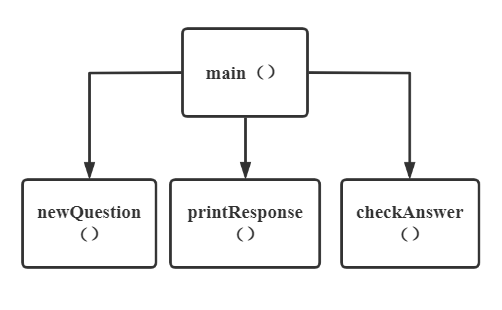 main（）
newQuestion
（）
printResponse
（）
checkAnswer
（）